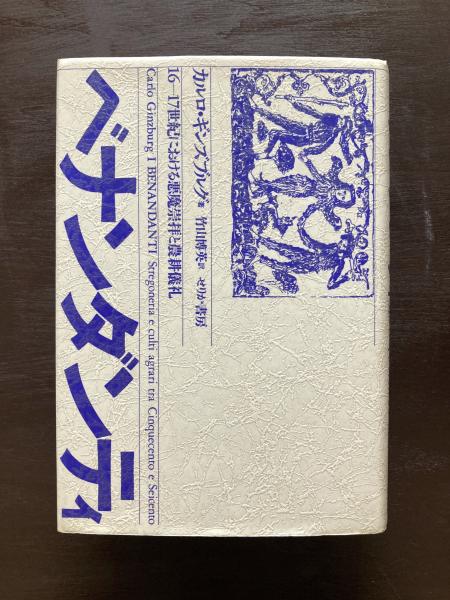 カルロ・ギンズブルグ著 竹山博英訳 せりか書房
16—17世紀における悪魔崇拝と農耕儀礼
Carlo Ginzburg I BENANDANTI Stregoneria e culti agrari tra Cinquecento e Seicento
ベナンダンティ